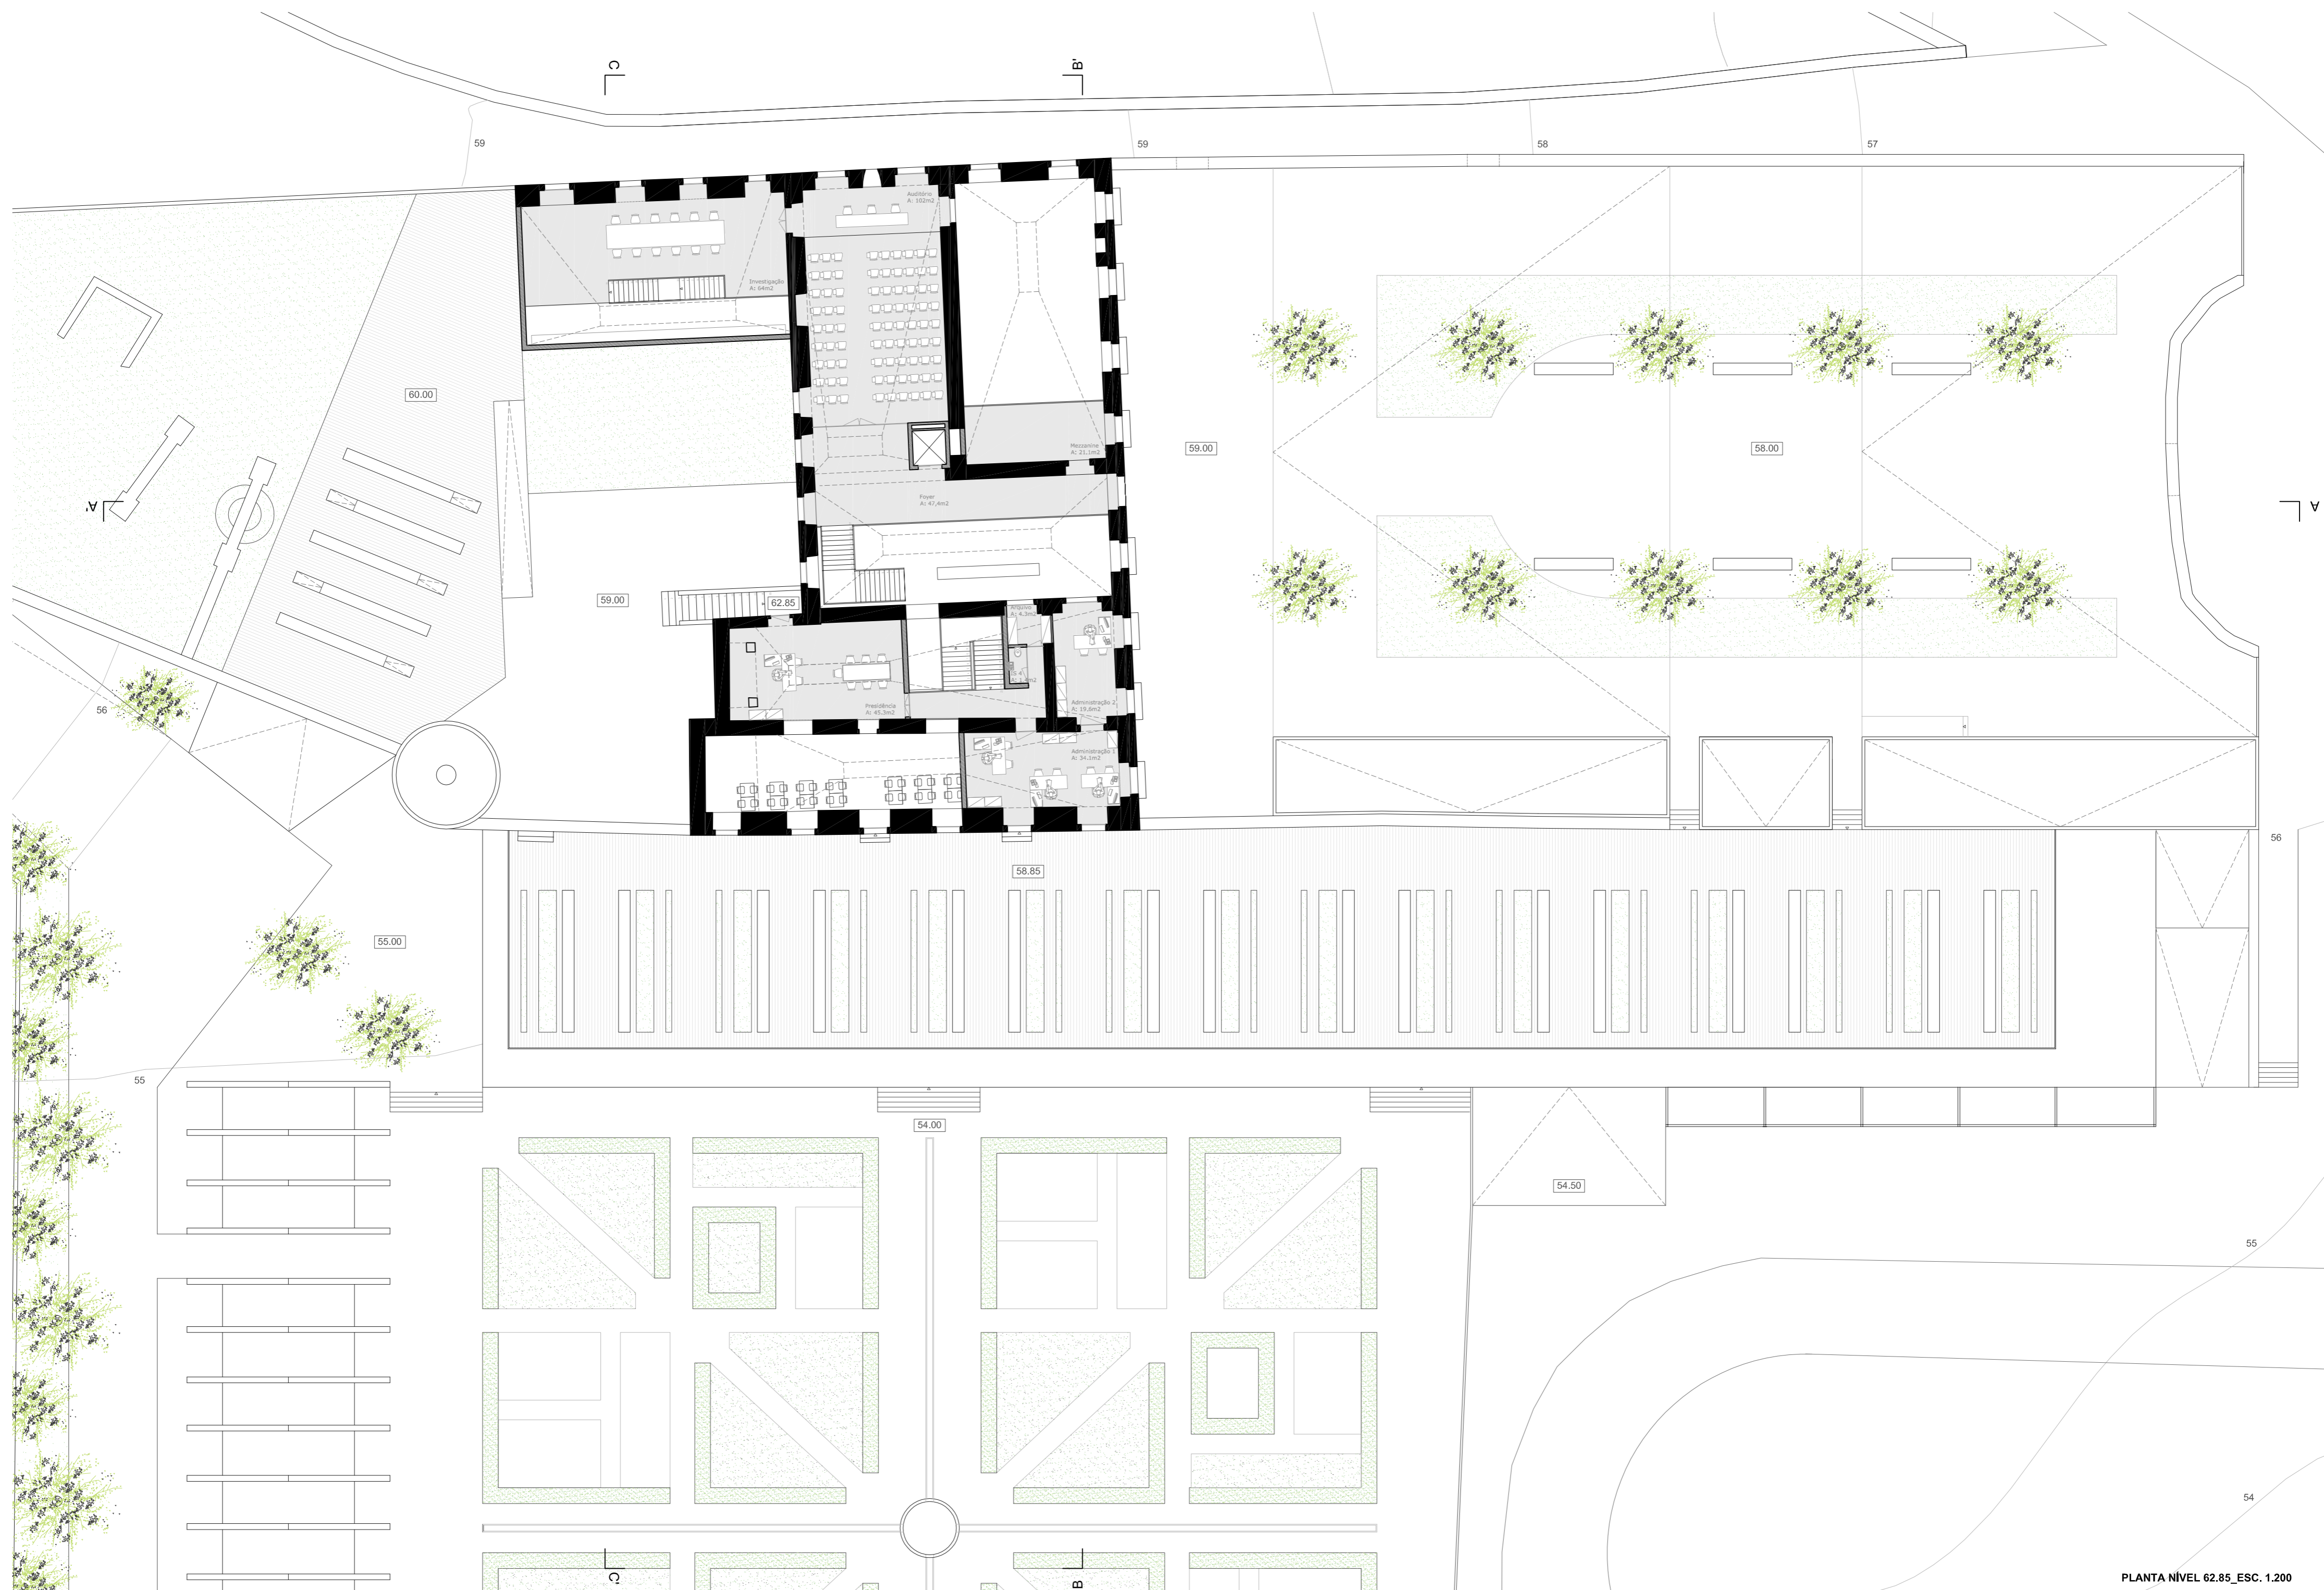 C
B'
59
59
58
57
Auditório
A: 102m2
Investigação
A: 64m2
60.00
Mezzanine
A: 21,1m2
59.00
58.00
Foyer
A: 47,4m2
A'
A
59.00
62.85
Arquivo
A: 4,3m2
Presidência
A: 45,3m2
Administração 2
A: 19,6m2
56
Administração 1
A: 34,1m2
56
58.85
55.00
55
54.00
54.50
55
54
C'
B
PLANTA NÍVEL 62.85_ESC. 1.200